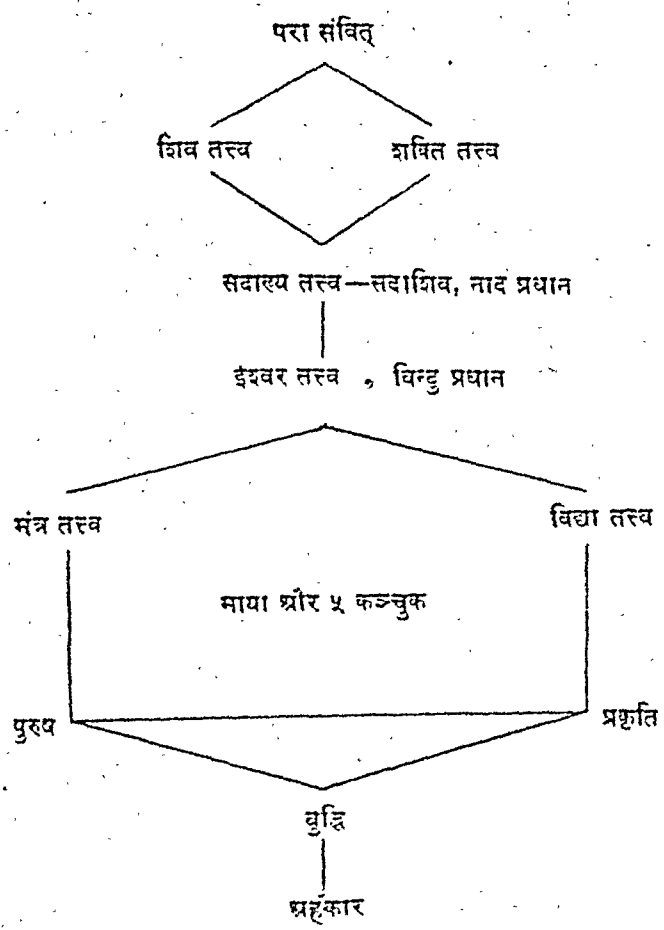 परा संवित्
शिव तत्त्व शक्ति तत्त्व
सदाख्य तत्त्व—सदाशिव, नाद प्रधान
ईश्वर तत्त्व , विन्दु प्रधान
मंत्र तत्त्व विद्या तत्त्व
माया और ५ कञ्चुक
पुरुष प्रकृति
वुद्धि
अहंकार